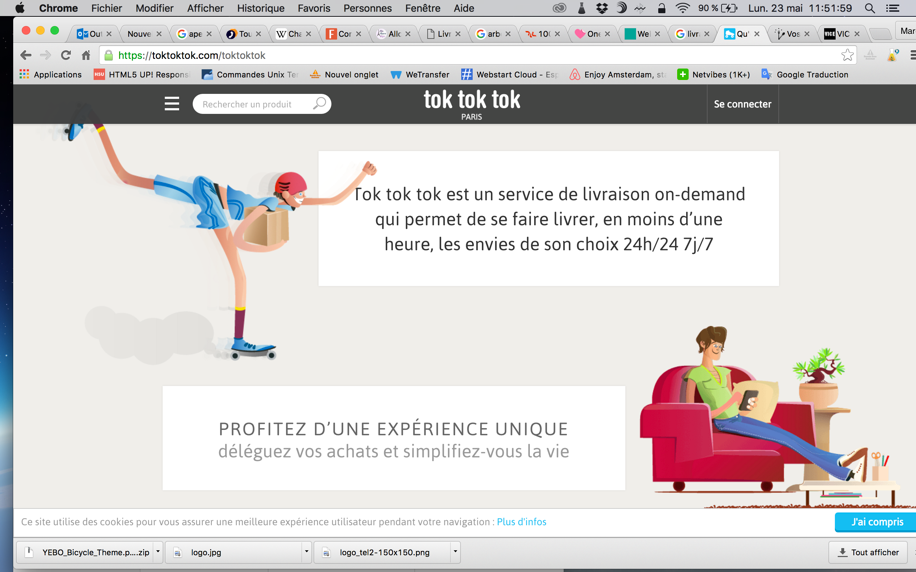 Chrome Fichier Modifier Afficher Historique Favoris Personnes Fenêtre Aide 90 % Lun. 23 mai 11:51:59
Out Nouve G ape Tou W Cha Con Allo Livr G arb 10 One We G livr Qu' Vos VICE VIC Mar
https://toktoktok.com/toktoktok
Applications HTML5 UP! Respons Commandes Unix Te Nouvel onglet WeTransfer Webstart Cloud - Esp Enjoy Amsterdam, st Netvibes (1K+) Google Traduction
Rechercher un produit
tok tok tok
PARIS
Se connecter
Tok tok tok est un service de livraison on-demand
qui permet de se faire livrer, en moins d'une
heure, les envies de son choix 24h/24 7j/7
PROFITEZ D'UNE EXPÉRIENCE UNIQUE
déléguez vos achats et simplifiez-vous la vie
Ce site utilise des cookies pour vous assurer une meilleure expérience utilisateur pendant votre navigation : Plus d'infos
J'ai compris
YEBO_Bicycle_Theme.p....zip logo.jpg logo_tel2-150x150.png Tout afficher